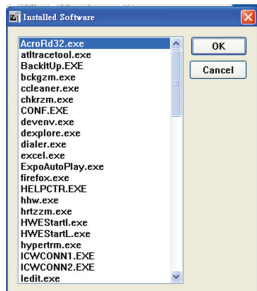 Installed Software
AcroRd32.exe
OK
atltracetool.exe
BackItUp.EXE
Cancel
bckgzm.exe
ccleaner.exe
chkrzm.exe
CONF.EXE
devenv.exe
dexplore.exe
dialer.exe
excel.exe
ExpoAutoPlay.exe
firefox.exe
HELPCTR.EXE
hhw.exe
hrtzzm.exe
HWEStartI.exe
HWEStartL.exe
hypertrm.exe
ICWCONN1.EXE
ICWCONN2.EXE
Iedit.exe